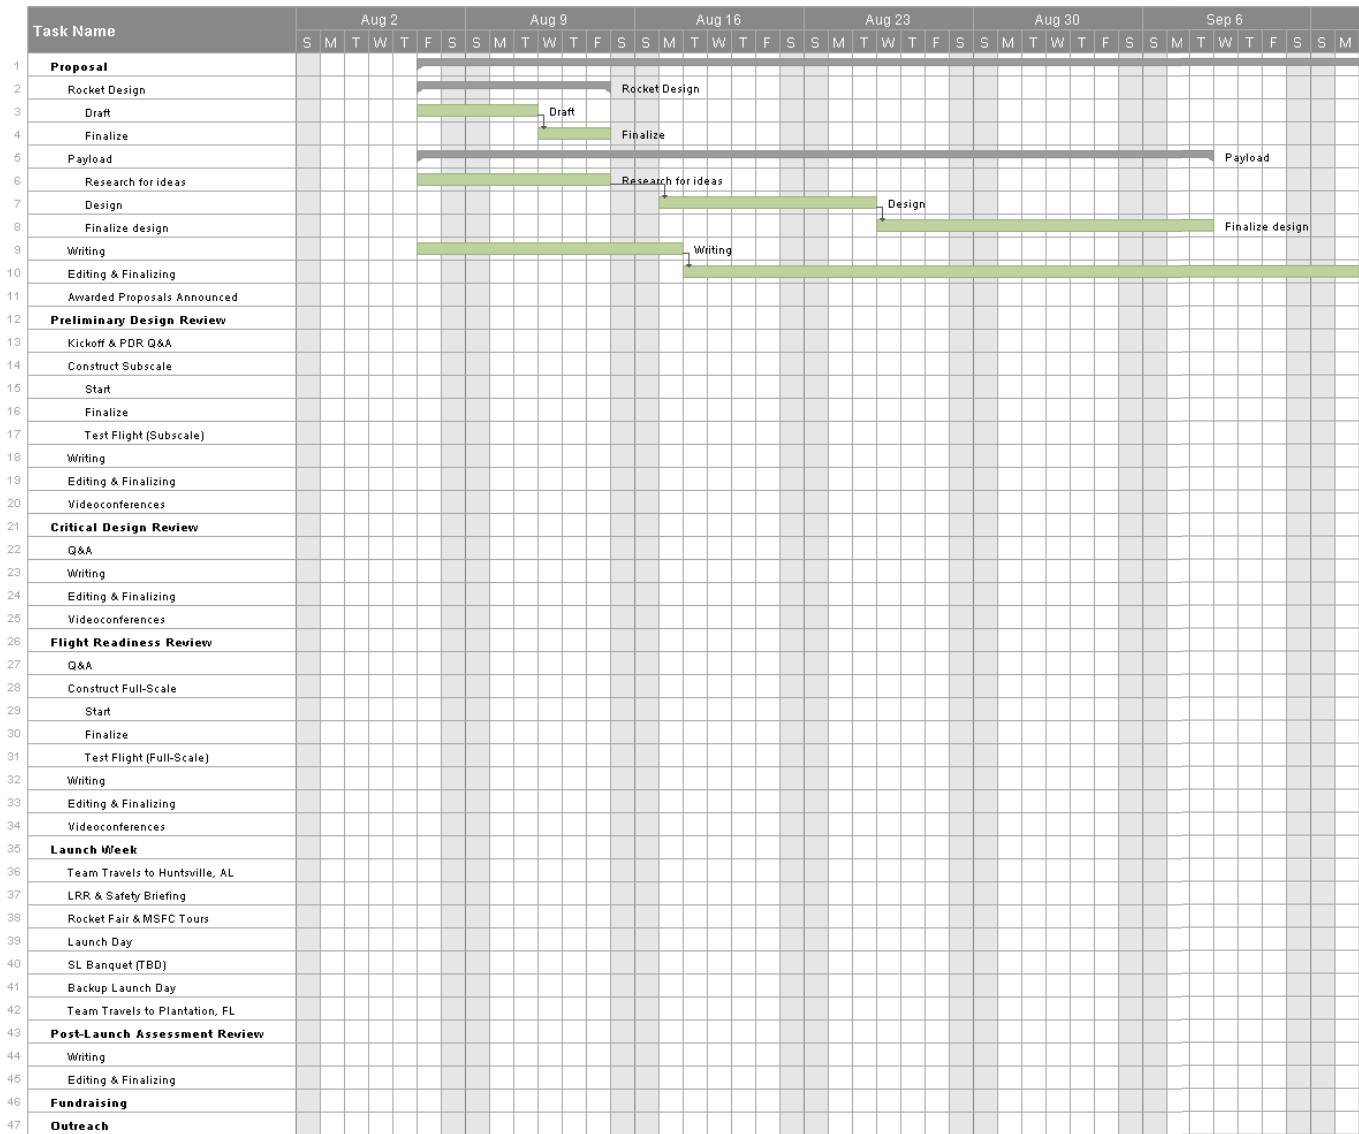 Task Name
Aug 2 Aug 9 Aug 16 Aug 23 Aug 30 Sep 6
S M T W T F S S M T W T F S S M T W T F S S M T W T F S S M T W T F S S M T W T F S S M
1 Proposal
2 Rocket Design Rocket Design
3 Draft Draft
4 Finalize Finalize
5 Payload Payload
6 Research for ideas Research for ideas
7 Design Design
8 Finalize design Finalize design
9 Writing Writing
10 Editing & Finalizing
11 Awarded Proposals Announced
12 Preliminary Design Review
13 Kickoff & PDR Q&A
14 Construct Subscale
15 Start
16 Finalize
17 Test Flight (Subscale)
18 Writing
19 Editing & Finalizing
20 Videoconferences
21 Critical Design Review
22 Q&A
23 Writing
24 Editing & Finalizing
25 Videoconferences
26 Flight Readiness Review
27 Q&A
28 Construct Full-Scale
29 Start
30 Finalize
31 Test Flight (Full-Scale)
32 Writing
33 Editing & Finalizing
34 Videoconferences
35 Launch Week
36 Team Travels to Huntsville, AL
37 LRR & Safety Briefing
38 Rocket Fair & MSFC Tours
39 Launch Day
40 SL Banquet (TBD)
41 Backup Launch Day
42 Team Travels to Plantation, FL
43 Post-Launch Assessment Review
44 Writing
45 Editing & Finalizing
46 Fundraising
47 Outreach